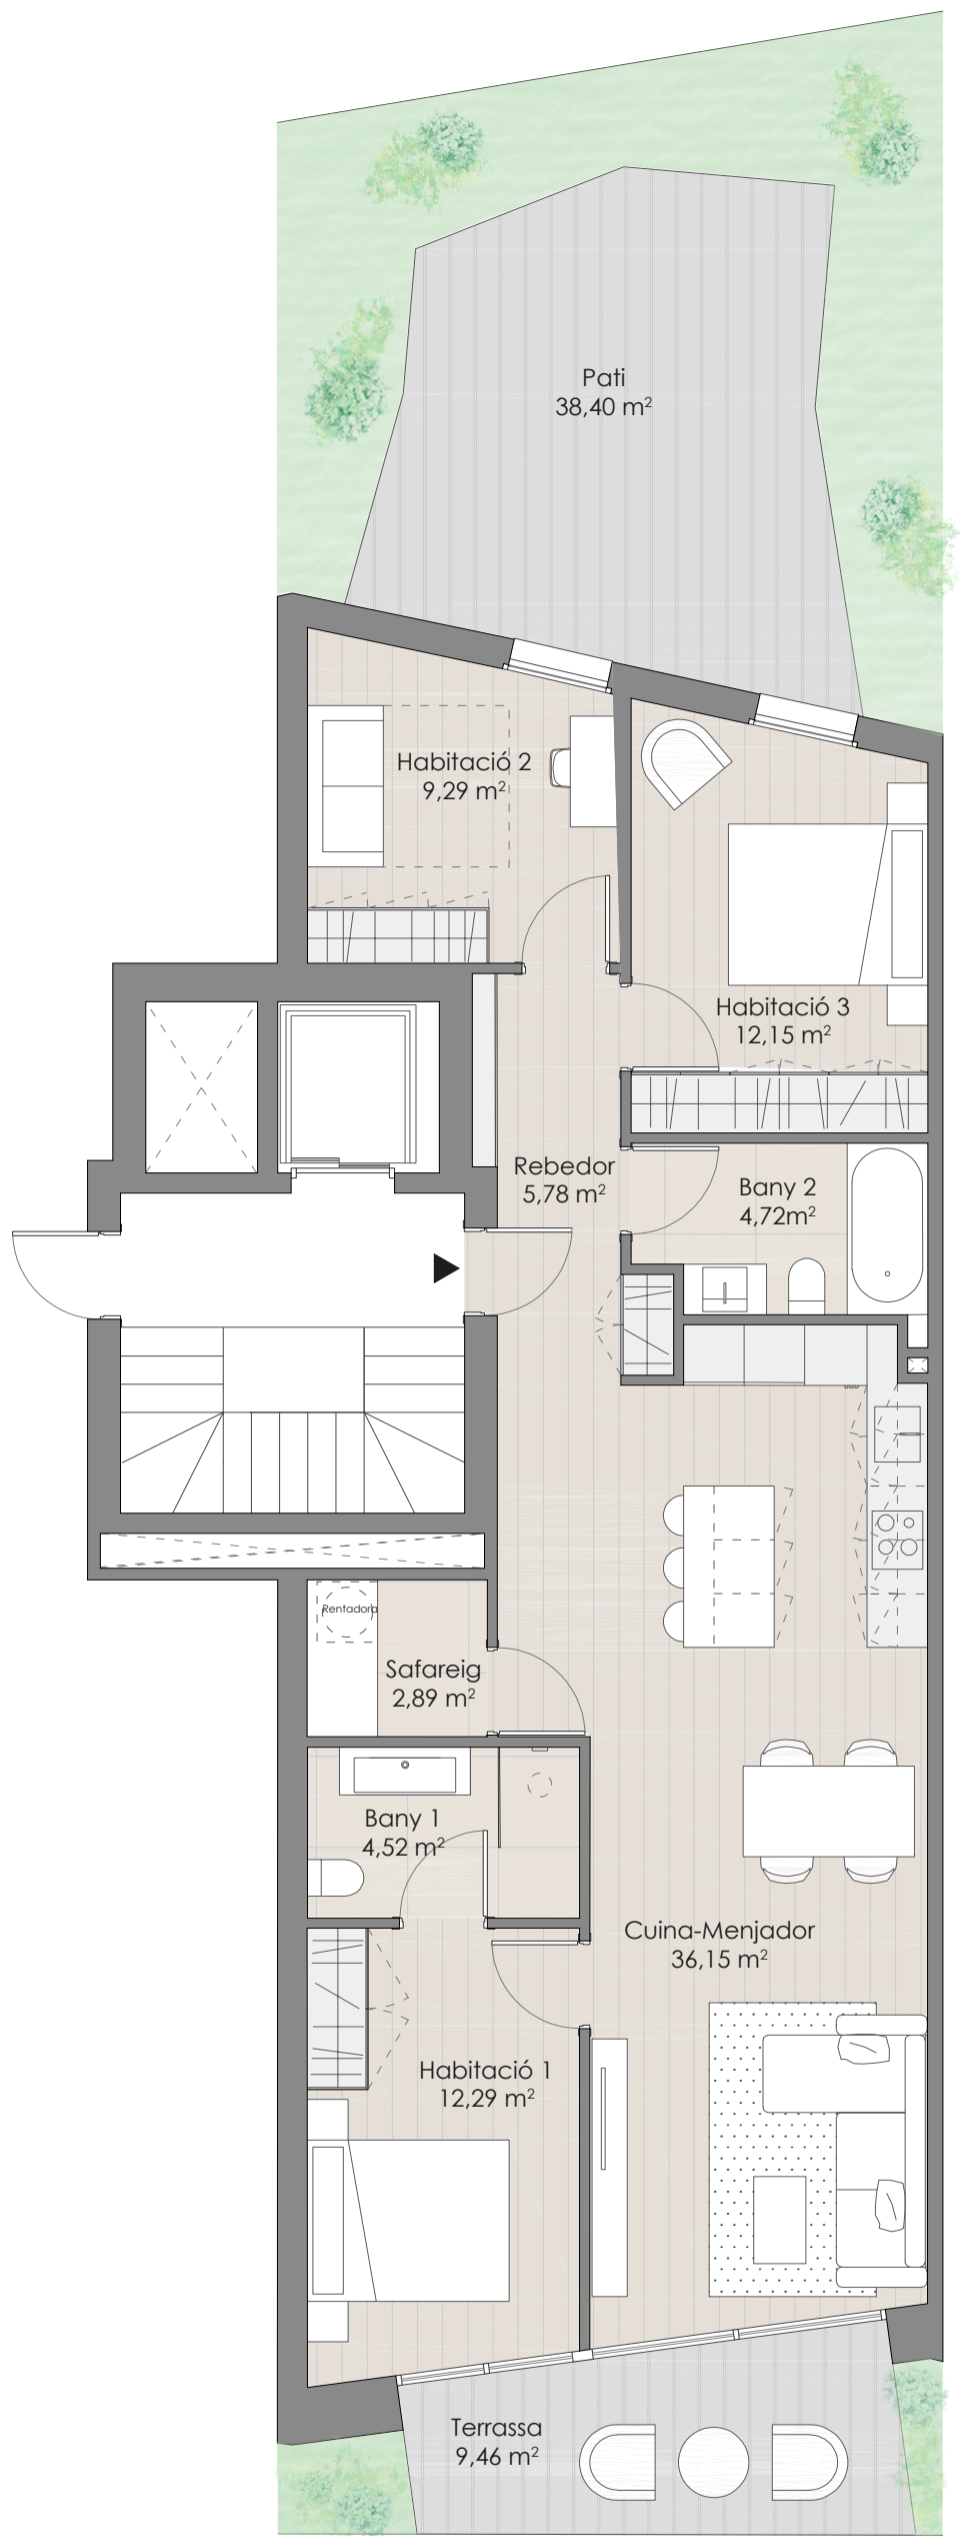 Pati
38,40 m²
Habitació 2
9,29 m²
Habitació 3
12,15 m²
Rebedor
5,78 m²
Bany 2
4,72m²
Rentadora
Safareig
2,89 m²
Bany 1
4,52 m²
Cuina-Menjador
36,15 m²
Habitació 1
12,29 m²
Terrassa
9,46 m²